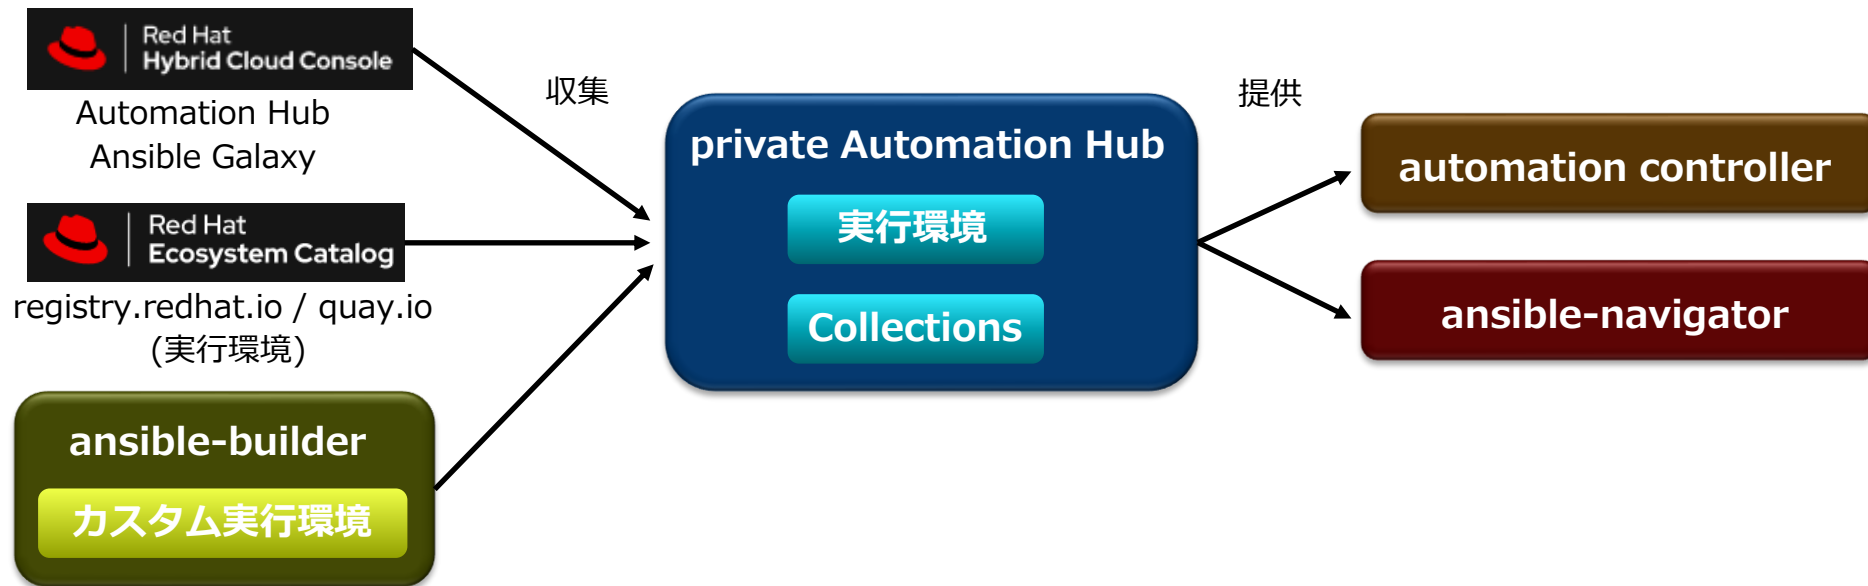 Red Hat
Hybrid Cloud Console
Automation Hub
Ansible Galaxy
Red Hat
Ecosystem Catalog
registry.redhat.io / quay.io
(実行環境)
ansible-builder
カスタム実行環境
収集
private Automation Hub
実行環境
Collections
提供
automation controller
ansible-navigator